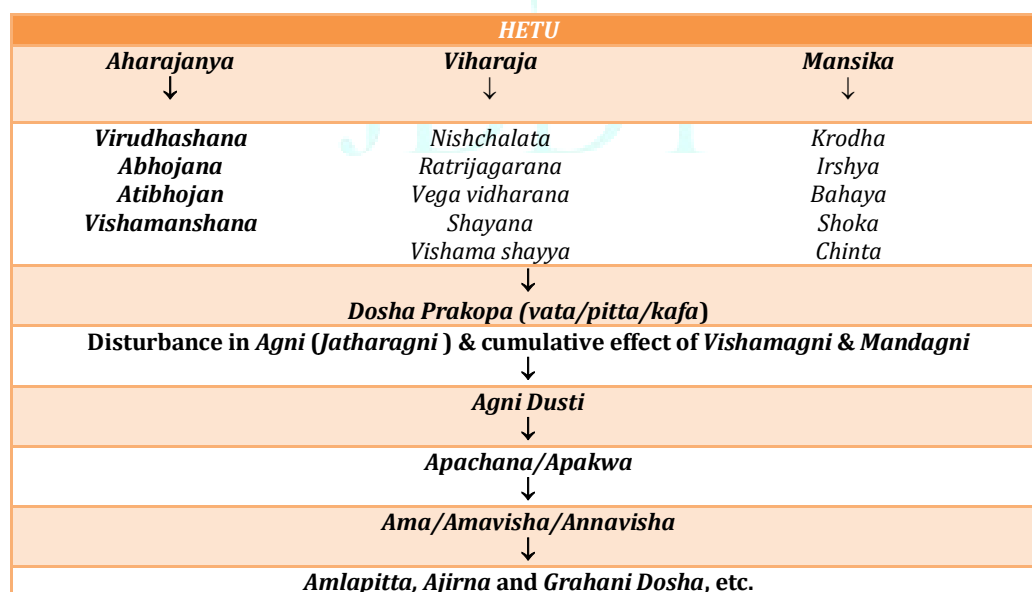 HETU
Aharajanya Viharaja Mansika
↓ ↓ ↓
Virudhashana Nishchalata Krodha
Abhojana Ratrijagarana Irshya
Atibhojan Vega vidharana Bahaya
Vishamanshana Shayana Shoka
Vishama shayya Chinta
↓
Dosha Prakopa (vata/pitta/kafa)
Disturbance in Agni (Jatharagni ) & cumulative effect of Vishamagni & Mandagni
↓
Agni Dusti
↓
Apachana/Apakwa
↓
Ama/Amavisha/Annavisha
↓
Amlapitta, Ajirna and Grahani Dosha, etc.